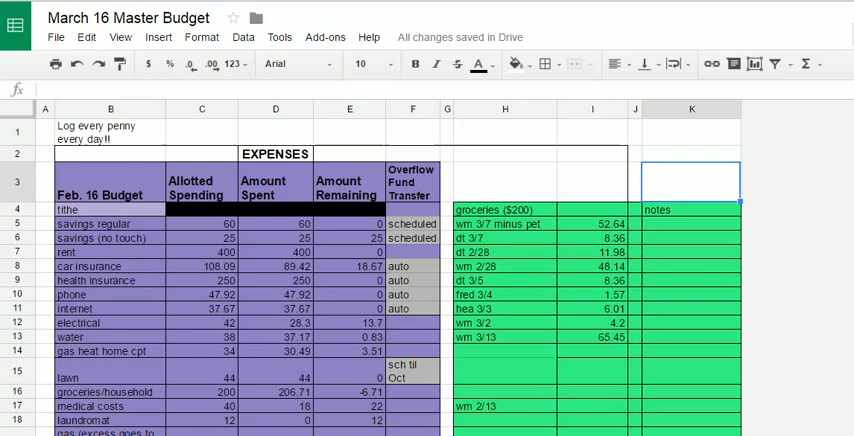 March 16 Master Budget
File Edit View Insert Format Data Tools Add-ons Help All changes saved in Drive
$ % .0 .00 123 Arial 10 B I S A Σ
fx
A B C D E F G H I J K
1 Log every penny
every day!!
2 EXPENSES
3 Feb. 16 Budget Allotted Spending Amount Spent Amount Remaining Overflow Fund Transfer
4 tithe groceries ($200) notes
5 savings regular 60 60 0 scheduled wm 3/7 minus pet 52.64
6 savings (no touch) 25 25 25 scheduled dt 3/7 8.36
7 rent 400 400 0 dt 2/28 11.98
8 car insurance 108.09 89.42 18.67 auto wm 2/28 48.14
9 health insurance 250 250 0 auto dt 3/5 8.36
10 phone 47.92 47.92 0 auto fred 3/4 1.57
11 internet 37.67 37.67 0 auto hea 3/3 6.01
12 electrical 42 28.3 13.7 wm 3/2 4.2
13 water 38 37.17 0.83 wm 3/13 65.45
14 gas heat home cpt 34 30.49 3.51
15 lawn 44 44 0 sch til Oct
16 groceries/household 200 206.71 -6.71
17 medical costs 40 18 22 wm 2/13
18 laundromat 12 0 12
gas (excess goes to